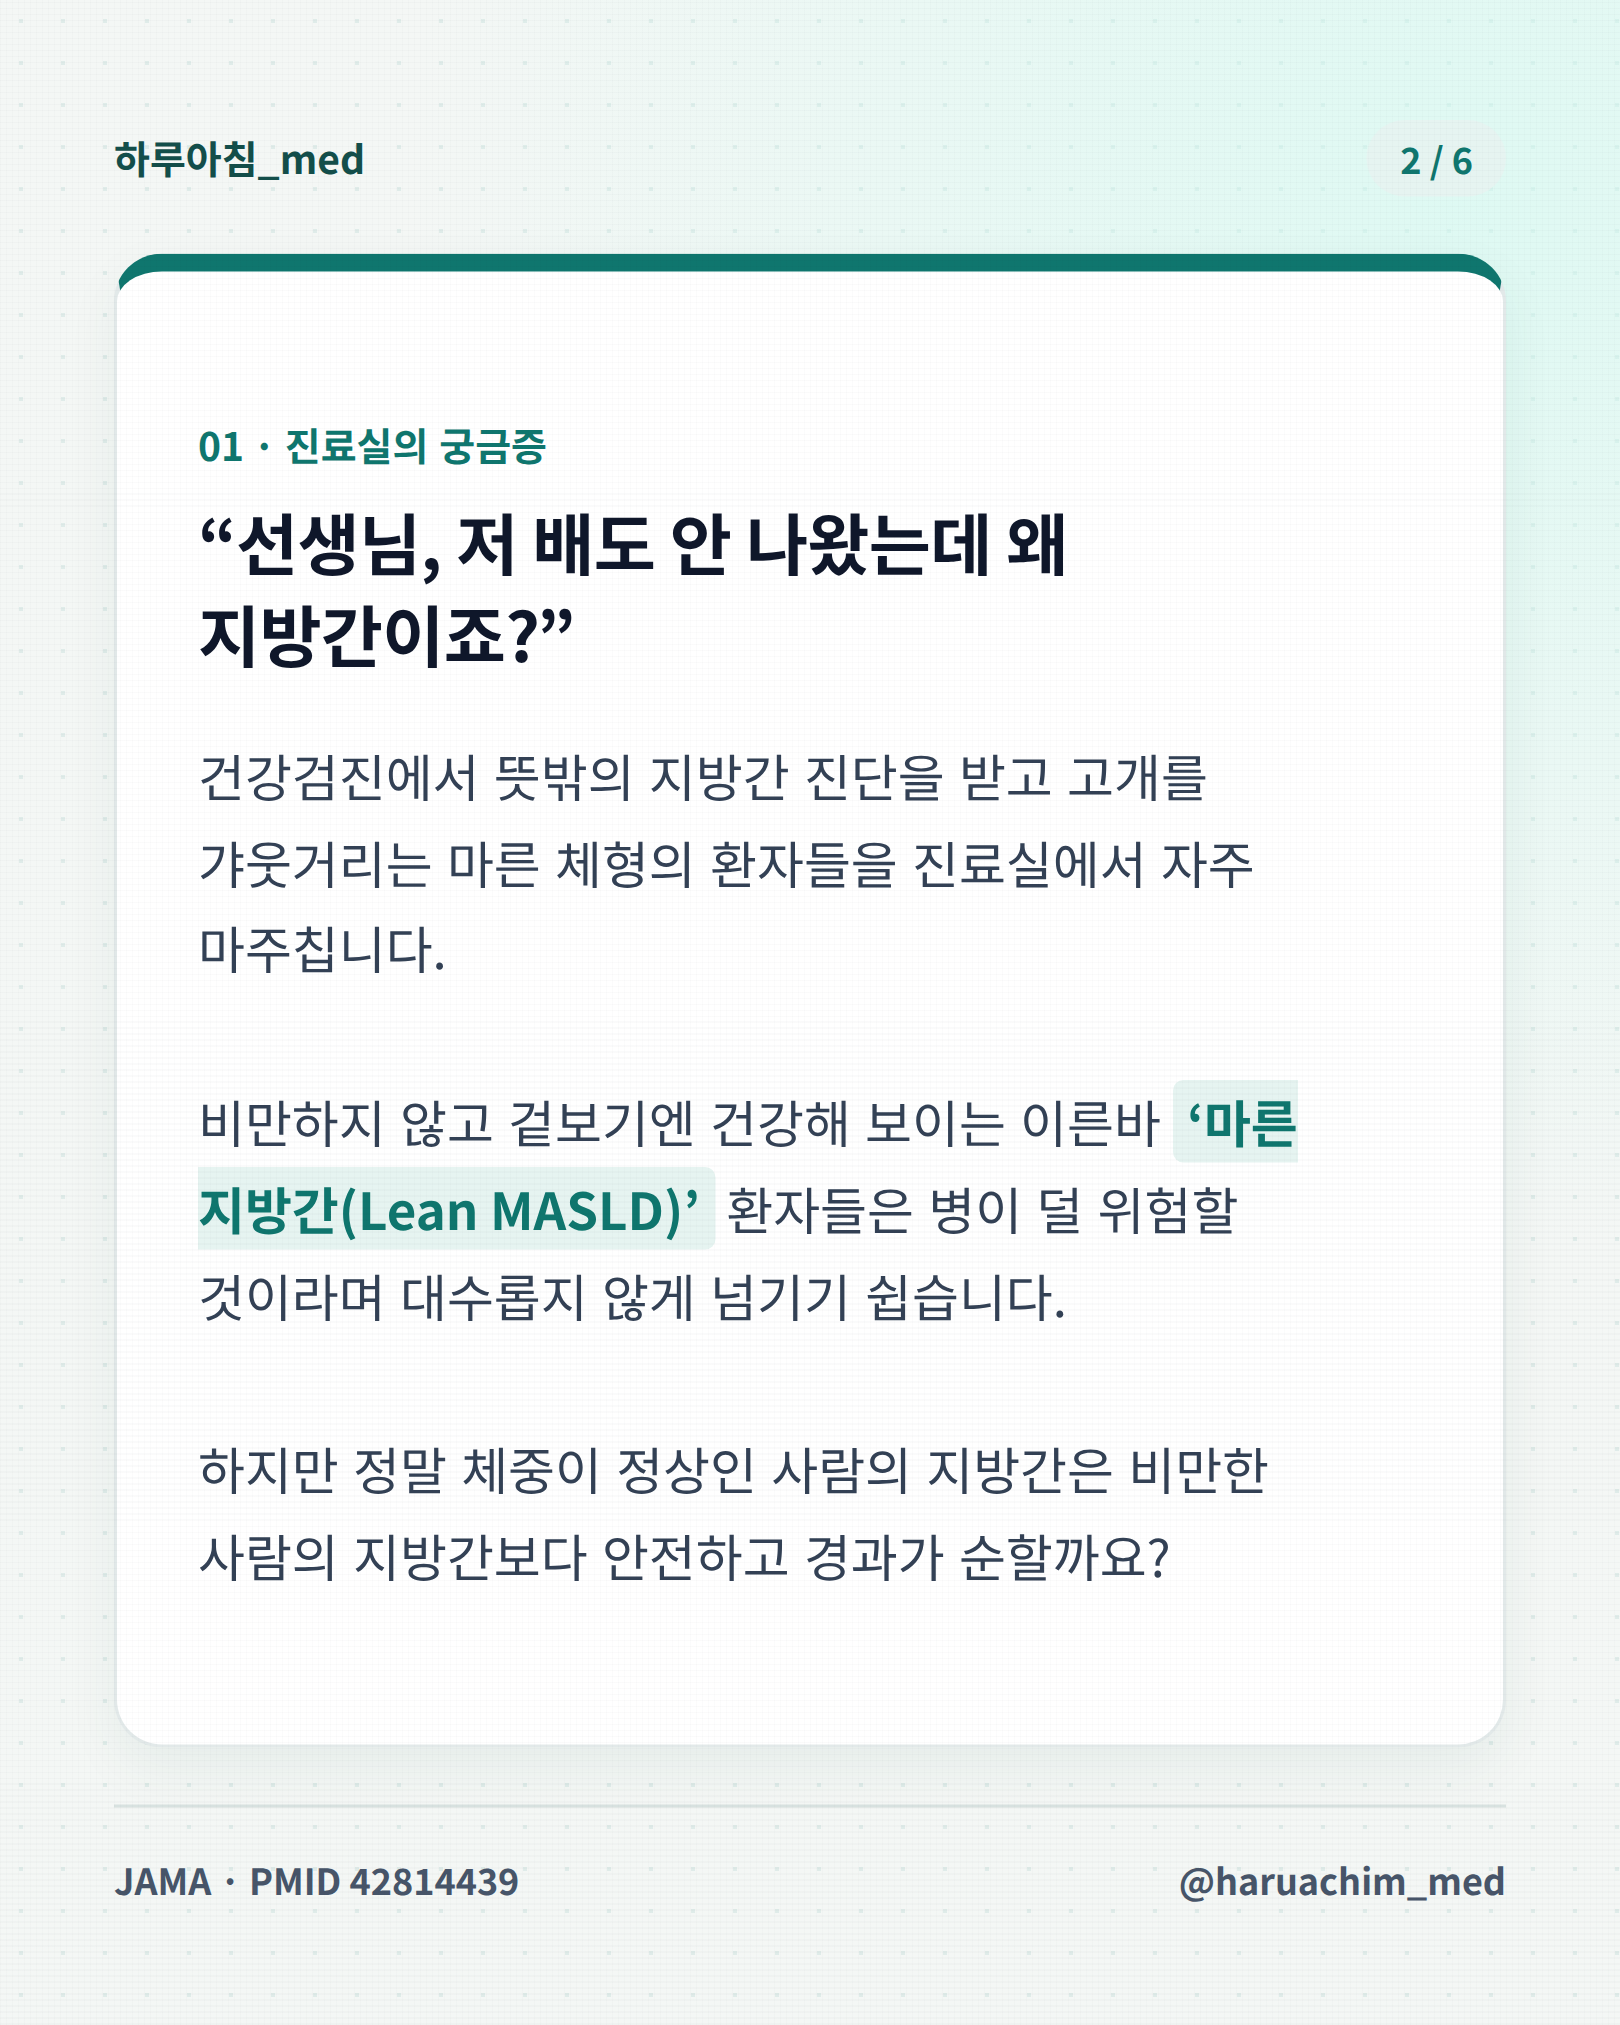 하루아침_med
2 / 6
01 · 진료실의 궁금증
“선생님, 저 배도 안 나왔는데 왜
지방간이죠?”
건강검진에서 뜻밖의 지방간 진단을 받고 고개를
갸웃거리는 마른 체형의 환자들을 진료실에서 자주
마주칩니다.
비만하지 않고 겉보기엔 건강해 보이는 이른바 ‘마른
지방간(Lean MASLD)’ 환자들은 병이 덜 위험할
것이라며 대수롭지 않게 넘기기 쉽습니다.
하지만 정말 체중이 정상인 사람의 지방간은 비만한
사람의 지방간보다 안전하고 경과가 순할까요?
JAMA · PMID 42814439
@haruachim_med